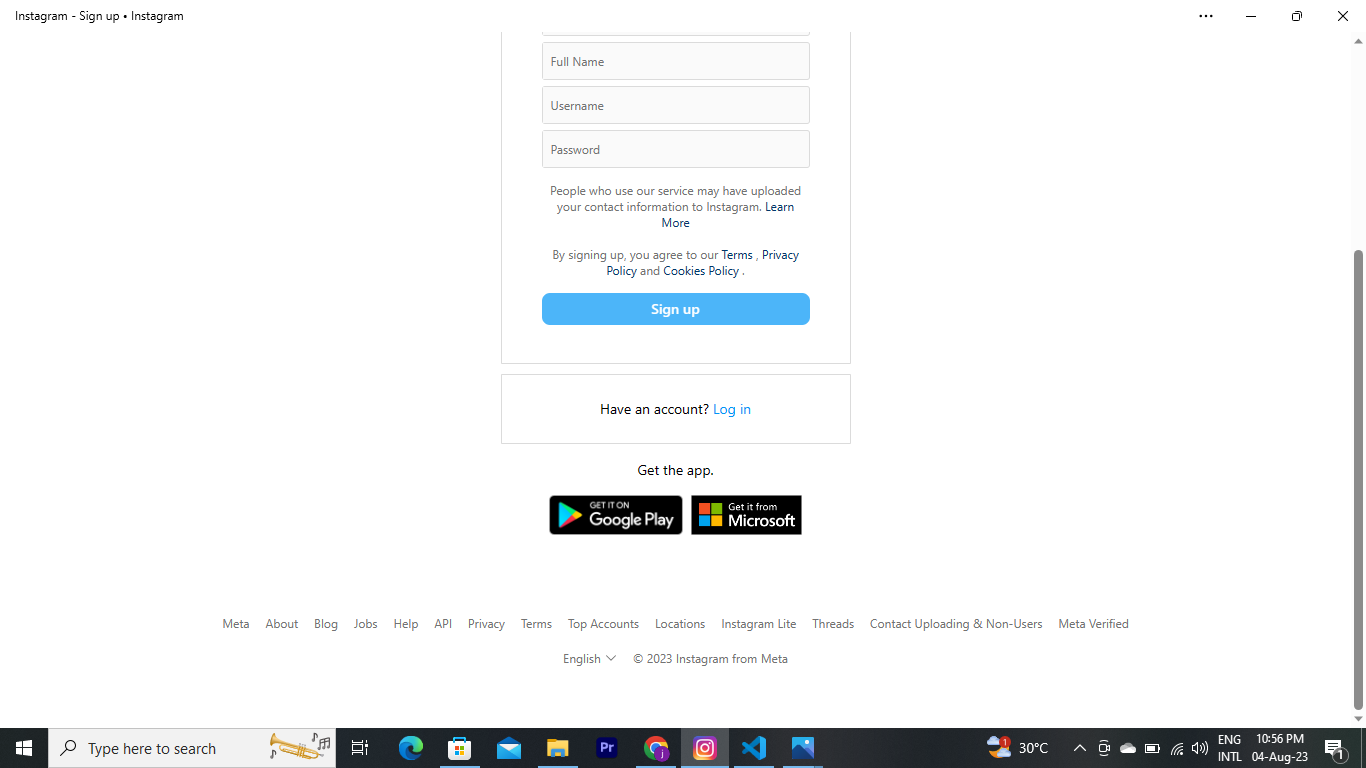 Instagram - Sign up • Instagram
Full Name
Username
Password
People who use our service may have uploaded
your contact information to Instagram. Learn
More
By signing up, you agree to our Terms , Privacy
Policy and Cookies Policy .
Sign up
Have an account? Log in
Get the app.
GET IT ON
Google Play
Get it from
Microsoft
Meta About Blog Jobs Help API Privacy Terms Top Accounts Locations Instagram Lite Threads Contact Uploading & Non-Users Meta Verified
English © 2023 Instagram from Meta
Type here to search
Pr
j
1
30°C
ENG
INTL
10:56 PM
04-Aug-23
1